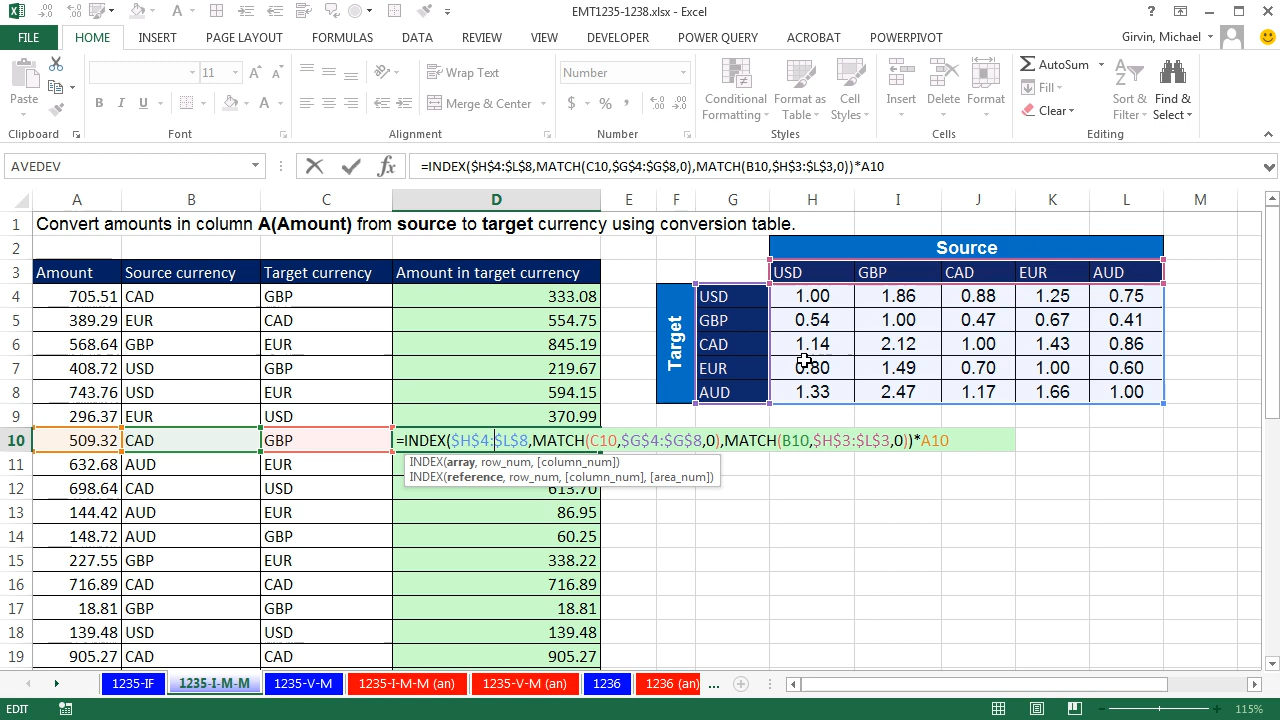 EMT1235-1238.xlsx - Excel
FILE HOME INSERT PAGE LAYOUT FORMULAS DATA REVIEW VIEW DEVELOPER POWER QUERY ACROBAT POWERPIVOT Girvin, Michael
Paste 11 Wrap Text Number Conditional Formatting Format as Table Cell Styles Insert Delete Format AutoSum Sort & Filter Find & Select
B I U Merge & Center $ % Fill Clear
Clipboard Font Alignment Number Styles Cells Editing
AVEDEV =INDEX($H$4:$L$8,MATCH(C10,$G$4:$G$8,0),MATCH(B10,$H$3:$L$3,0))*A10
A B C D E F G H I J K L M
1 Convert amounts in column A(Amount) from source to target currency using conversion table.
2 Source
3 Amount Source currency Target currency Amount in target currency USD GBP CAD EUR AUD
Target
4 705.51 CAD GBP 333.08 USD 1.00 1.86 0.88 1.25 0.75
5 389.29 EUR CAD 554.75 GBP 0.54 1.00 0.47 0.67 0.41
6 568.64 GBP EUR 845.19 CAD 1.14 2.12 1.00 1.43 0.86
7 408.72 USD GBP 219.67 EUR 0.80 1.49 0.70 1.00 0.60
8 743.76 USD EUR 594.15 AUD 1.33 2.47 1.17 1.66 1.00
9 296.37 EUR USD 370.99
10 509.32 CAD GBP =INDEX($H$4:$L$8,MATCH(C10,$G$4:$G$8,0),MATCH(B10,$H$3:$L$3,0))*A10
11 632.68 AUD EUR INDEX(array, row_num, [column_num])
INDEX(reference, row_num, [column_num], [area_num])
12 698.64 CAD USD 613.70
13 144.42 AUD EUR 86.95
14 148.72 AUD GBP 60.25
15 227.55 GBP EUR 338.22
16 716.89 CAD CAD 716.89
17 18.81 GBP GBP 18.81
18 139.48 USD USD 139.48
19 905.27 CAD CAD 905.27
1235-IF 1235-I-M-M 1235-V-M 1235-I-M-M (an) 1235-V-M (an) 1236 1236 (an) ...
EDIT 115%